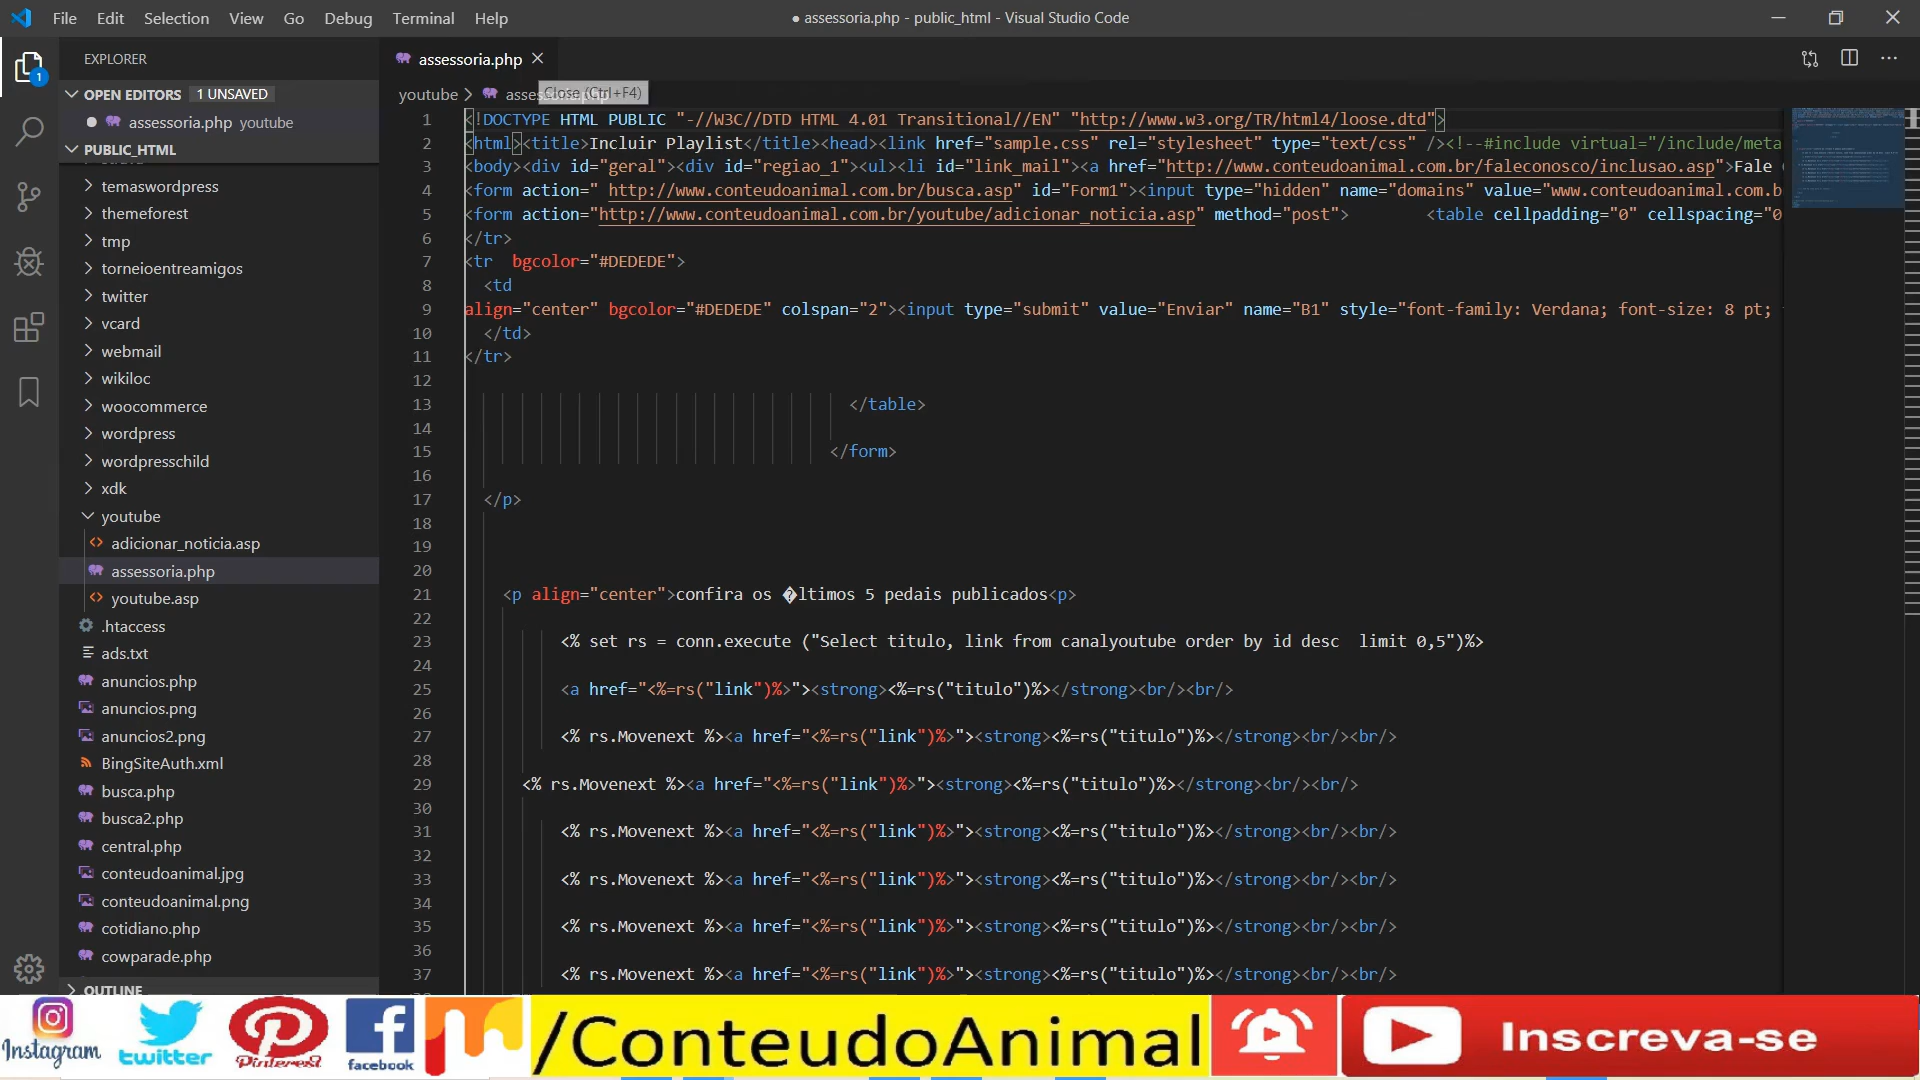 File Edit Selection View Go Debug Terminal Help
● assessoria.php - public_html - Visual Studio Code
EXPLORER
OPEN EDITORS 1 UNSAVED
assessoria.php youtube
PUBLIC_HTML
temaswordpress
themeforest
tmp
torneioentreamigos
twitter
vcard
webmail
wikiloc
woocommerce
wordpress
wordpresschild
xdk
youtube
adicionar_noticia.asp
assessoria.php
youtube.asp
.htaccess
ads.txt
anuncios.php
anuncios.png
anuncios2.png
BingSiteAuth.xml
busca.php
busca2.php
central.php
conteudoanimal.jpg
conteudoanimal.png
cotidiano.php
cowparade.php
OUTLINE
1
assessoria.php
youtube >
Close (Ctrl+F4)
1 <!DOCTYPE HTML PUBLIC "-//W3C//DTD HTML 4.01 Transitional//EN" "http://www.w3.org/TR/html4/loose.dtd">
2 <html><title>Incluir Playlist</title><head><link href="sample.css" rel="stylesheet" type="text/css" /><!--#include virtual="/include/meta
3 <body><div id="geral"><div id="regiao_1"><ul><li id="link_mail"><a href="http://www.conteudoanimal.com.br/faleconosco/inclusao.asp">Fale
4 <form action=" http://www.conteudoanimal.com.br/busca.asp" id="Form1"><input type="hidden" name="domains" value="www.conteudoanimal.com.b
5 <form action="http://www.conteudoanimal.com.br/youtube/adicionar_noticia.asp" method="post"> <table cellpadding="0" cellspacing="0
6 </tr>
7 <tr bgcolor="#DEDEDE">
8 <td
9 align="center" bgcolor="#DEDEDE" colspan="2"><input type="submit" value="Enviar" name="B1" style="font-family: Verdana; font-size: 8 pt;
10 </td>
11 </tr>
12
13 </table>
14
15 </form>
16
17 </p>
18
19
20
21 <p align="center">confira os �ltimos 5 pedais publicados<p>
22
23 <% set rs = conn.execute ("Select titulo, link from canalyoutube order by id desc limit 0,5")%>
24
25 <a href="<%=rs("link")%>"><strong><%=rs("titulo")%></strong><br/><br/>
26
27 <% rs.Movenext %><a href="<%=rs("link")%>"><strong><%=rs("titulo")%></strong><br/><br/>
28
29 <% rs.Movenext %><a href="<%=rs("link")%>"><strong><%=rs("titulo")%></strong><br/><br/>
30
31 <% rs.Movenext %><a href="<%=rs("link")%>"><strong><%=rs("titulo")%></strong><br/><br/>
32
33 <% rs.Movenext %><a href="<%=rs("link")%>"><strong><%=rs("titulo")%></strong><br/><br/>
34
35 <% rs.Movenext %><a href="<%=rs("link")%>"><strong><%=rs("titulo")%></strong><br/><br/>
36
37 <% rs.Movenext %><a href="<%=rs("link")%>"><strong><%=rs("titulo")%></strong><br/><br/>
Instagram twitter Pinterest facebook /ConteudoAnimal Inscreva-se